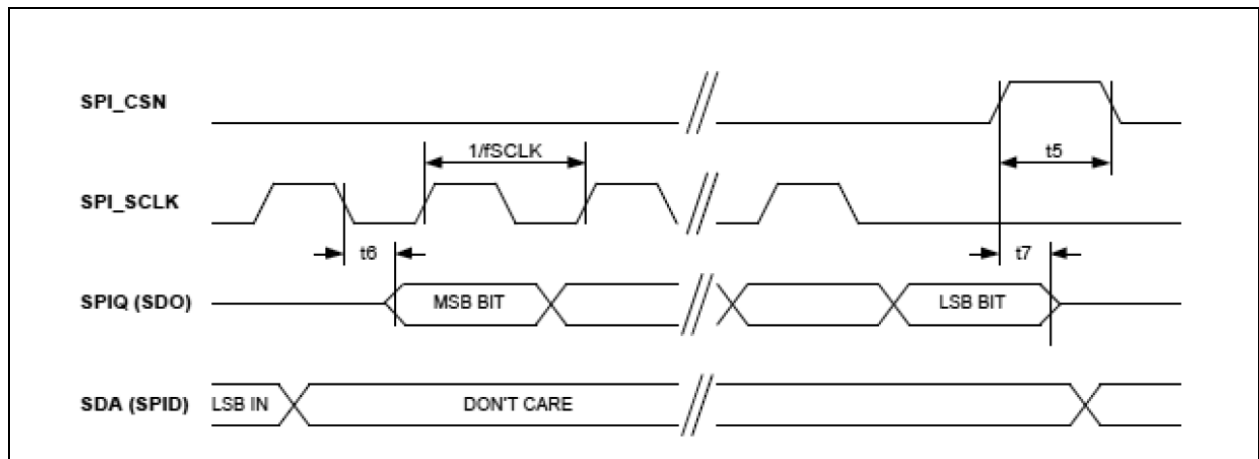 SPI_CSN
t5
1/fSCLK
SPI_SCLK
t6
t7
SPIQ (SDO)
MSB BIT
LSB BIT
SDA (SPID)
LSB IN
DON'T CARE